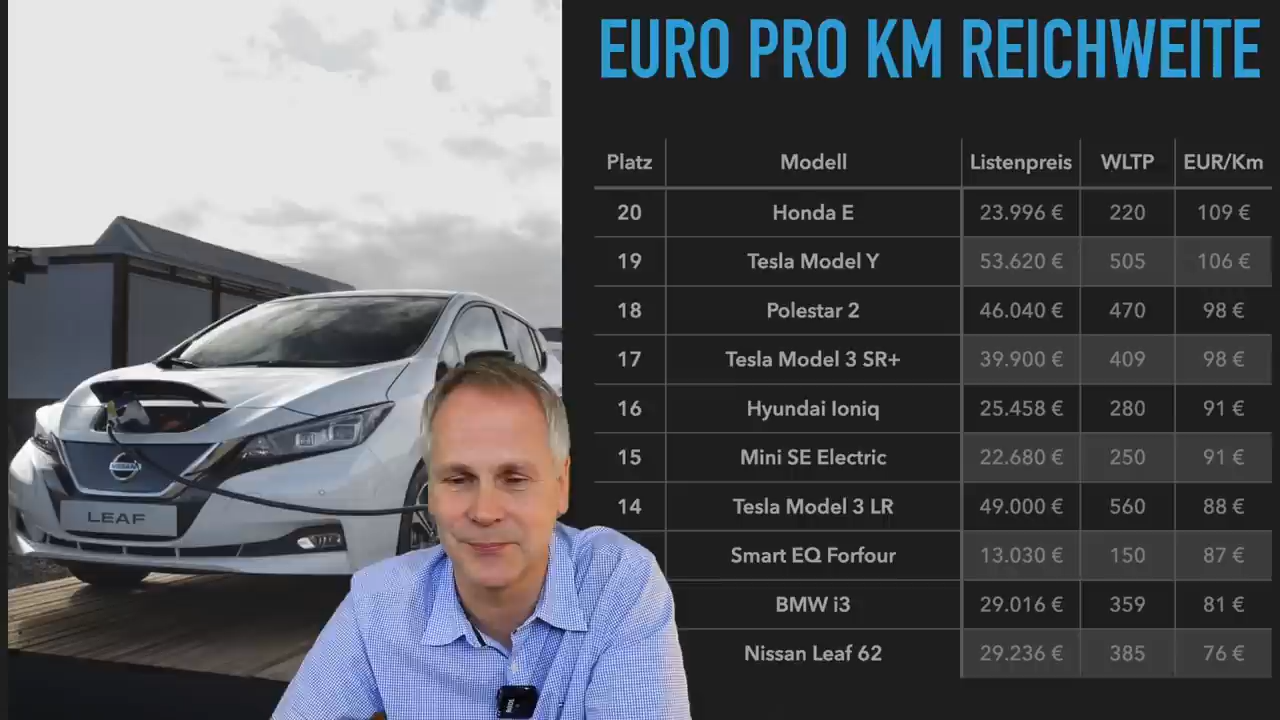 EURO PRO KM REICHWEITE
Platz Modell Listenpreis WLTP EUR/Km
20 Honda E 23.996 € 220 109 €
19 Tesla Model Y 53.620 € 505 106 €
18 Polestar 2 46.040 € 470 98 €
17 Tesla Model 3 SR+ 39.900 € 409 98 €
16 Hyundai Ioniq 25.458 € 280 91 €
15 Mini SE Electric 22.680 € 250 91 €
14 Tesla Model 3 LR 49.000 € 560 88 €
Smart EQ Forfour 13.030 € 150 87 €
BMW i3 29.016 € 359 81 €
Nissan Leaf 62 29.236 € 385 76 €
NISSAN
LEAF